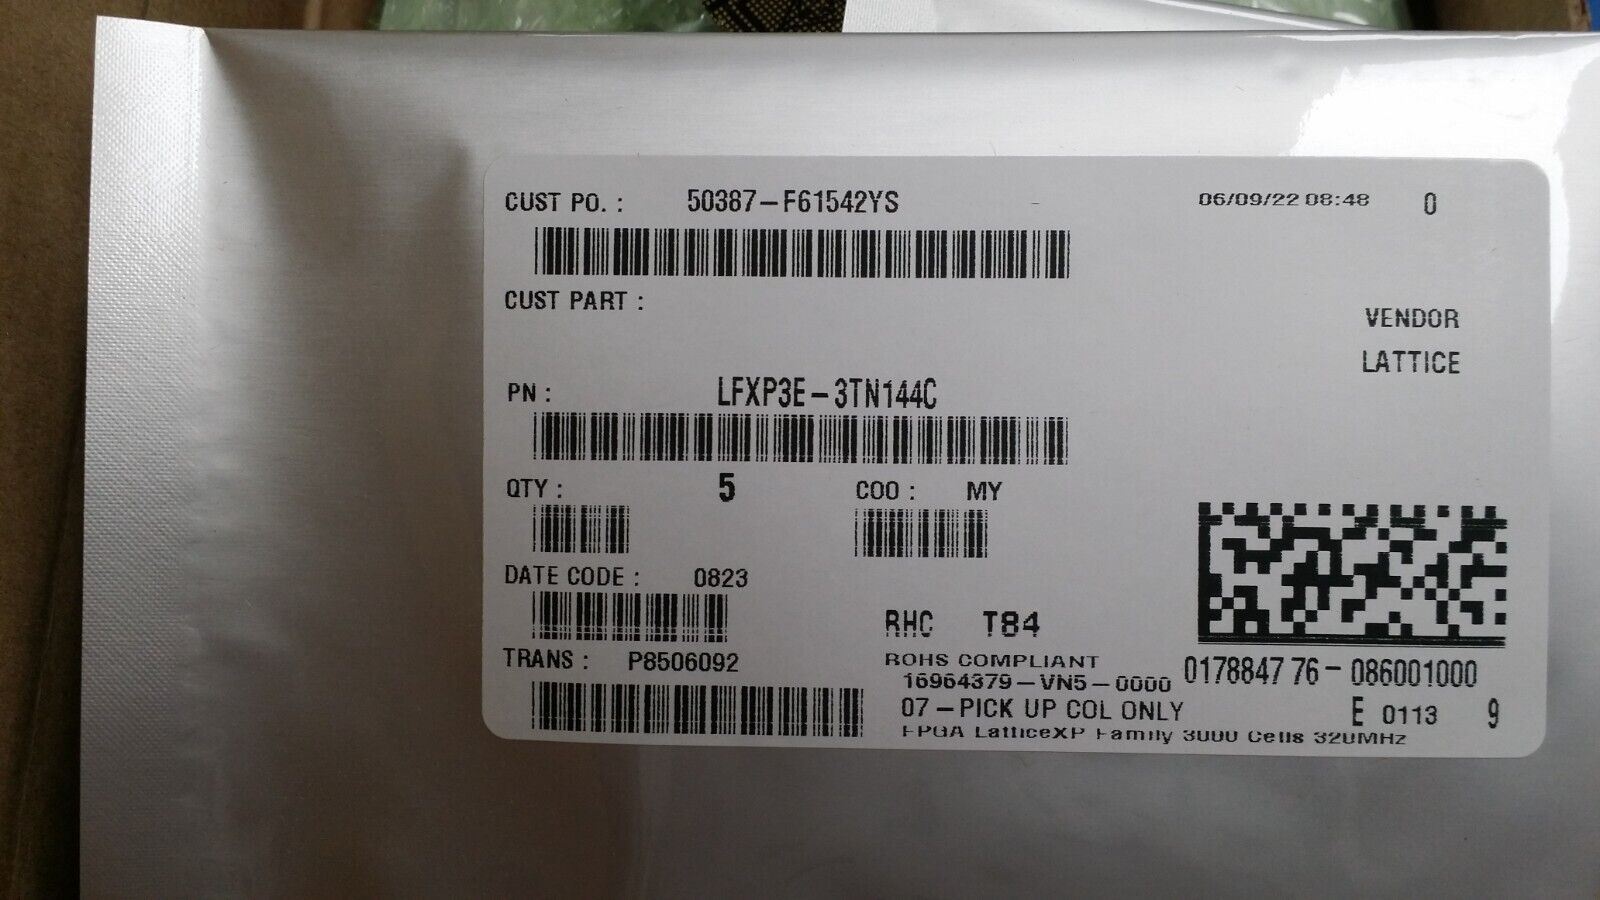 CUST PO. : 50387-F61542YS 06/09/22 08:48 0
CUST PART :
VENDOR
LATTICE
PN : LFXP3E-3TN144C
QTY : 5 COO : MY
DATE CODE : 0823
RHC T84
TRANS : P8506092
ROHS COMPLIANT
16964379-VN5-0000
017884776-086001000
07-PICK UP COL ONLY
E 0113 9
FPGA LatticeXP Family 3000 Cells 320MHz